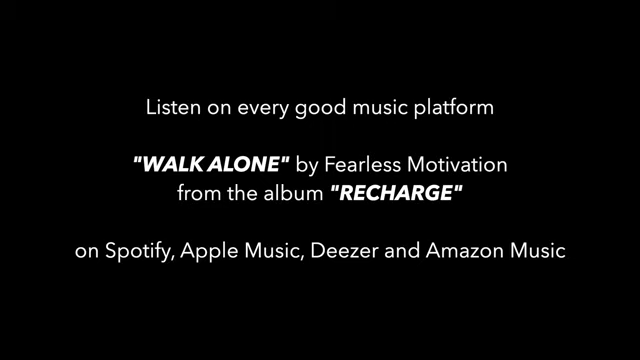 Listen on every good music platform
"WALK ALONE" by Fearless Motivation
from the album "RECHARGE"
on Spotify, Apple Music, Deezer and Amazon Music